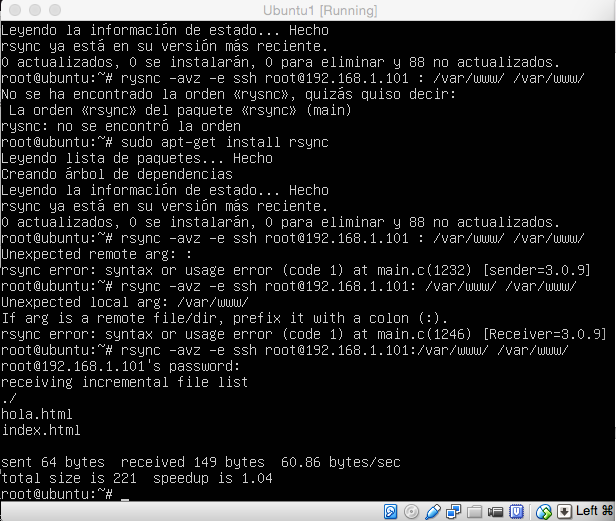 Ubuntu1 [Running]
Leyendo la información de estado... Hecho
rsync ya está en su versión más reciente.
0 actualizados, 0 se instalarán, 0 para eliminar y 88 no actualizados.
root@ubuntu:~# rysnc -avz -e ssh root@192.168.1.101 : /var/www/ /var/www/
No se ha encontrado la orden «rysnc», quizás quiso decir:
 La orden «rsync» del paquete «rsync» (main)
rysnc: no se encontró la orden
root@ubuntu:~# sudo apt-get install rsync
Leyendo lista de paquetes... Hecho
Creando árbol de dependencias
Leyendo la información de estado... Hecho
rsync ya está en su versión más reciente.
0 actualizados, 0 se instalarán, 0 para eliminar y 88 no actualizados.
root@ubuntu:~# rsync -avz -e ssh root@192.168.1.101 : /var/www/ /var/www/
Unexpected remote arg: :
rsync error: syntax or usage error (code 1) at main.c(1232) [sender=3.0.9]
root@ubuntu:~# rsync -avz -e ssh root@192.168.1.101: /var/www/ /var/www/
Unexpected local arg: /var/www/
If arg is a remote file/dir, prefix it with a colon (:).
rsync error: syntax or usage error (code 1) at main.c(1246) [Receiver=3.0.9]
root@ubuntu:~# rsync -avz -e ssh root@192.168.1.101:/var/www/ /var/www/
root@192.168.1.101's password:
receiving incremental file list
./
hola.html
index.html

sent 64 bytes  received 149 bytes  60.86 bytes/sec
total size is 221  speedup is 1.04
root@ubuntu:~# _
Left ⌘